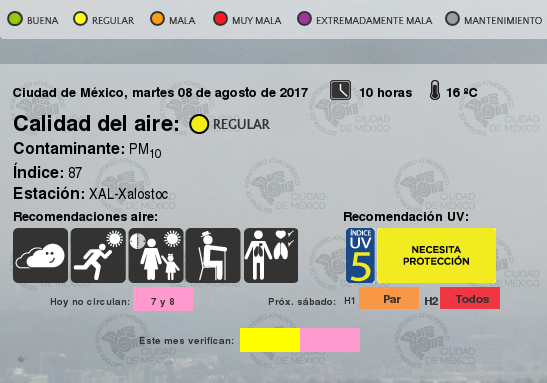 BUENA REGULAR MALA MUY MALA EXTREMADAMENTE MALA MANTENIMIENTO
Ciudad de México, martes 08 de agosto de 2017 10 horas 16 ºC
Calidad del aire: REGULAR
Contaminante: PM10
Índice: 87
Estación: XAL-Xalostoc
Recomendaciones aire: Recomendación UV:
ÍNDICE UV 5 NECESITA PROTECCIÓN
Hoy no circulan: 7 y 8 Próx. sábado: H1 Par H2 Todos
Este mes verifican:
CIUDAD DE MÉXICO